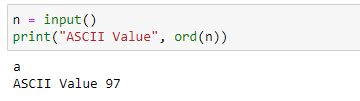 n = input()
print("ASCII Value", ord(n))
a
ASCII Value 97